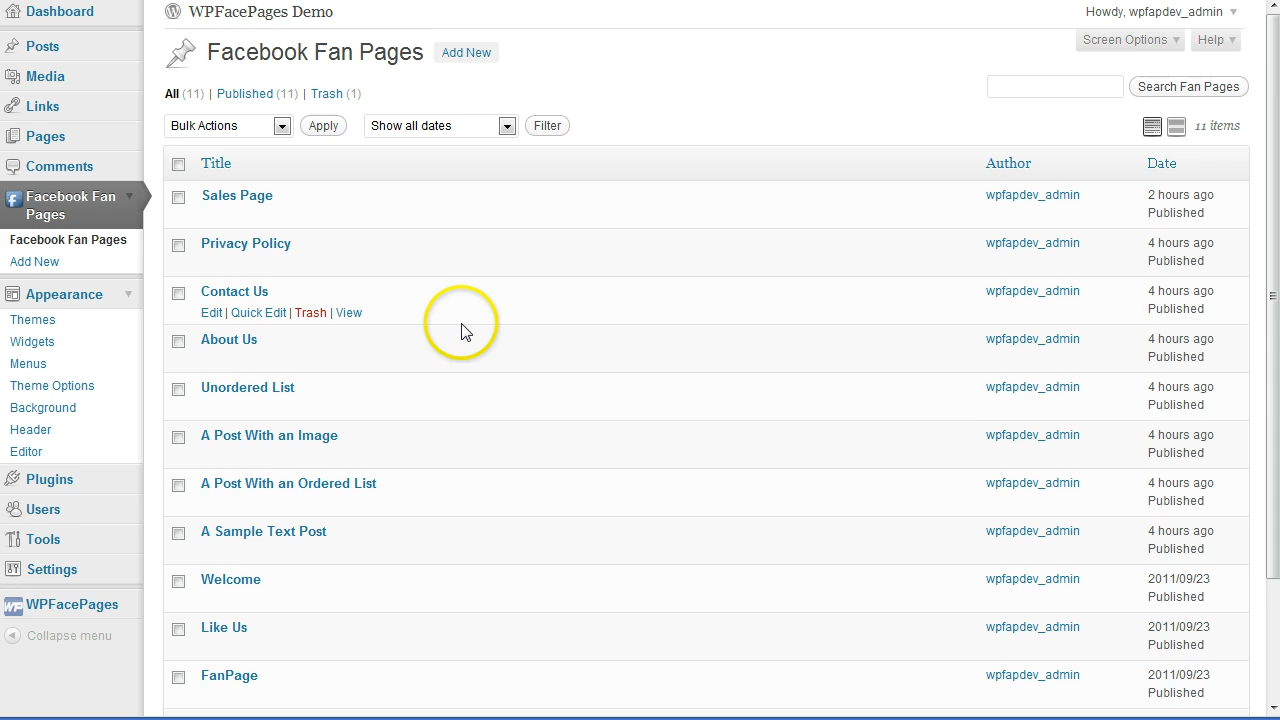 Dashboard
Posts
Media
Links
Pages
Comments
Facebook Fan
Pages
Facebook Fan Pages
Add New
Appearance
Themes
Widgets
Menus
Theme Options
Background
Header
Editor
Plugins
Users
Tools
Settings
WP WPFacePages
Collapse menu
WPFacePages Demo
Howdy, wpfapdev_admin
Screen Options
Help
Facebook Fan Pages Add New
All (11) | Published (11) | Trash (1)
Search Fan Pages
Bulk Actions Apply Show all dates Filter 11 items
Title Author Date
Sales Page wpfapdev_admin 2 hours ago
Published
Privacy Policy wpfapdev_admin 4 hours ago
Published
Contact Us wpfapdev_admin 4 hours ago
Edit | Quick Edit | Trash | View Published
About Us wpfapdev_admin 4 hours ago
Published
Unordered List wpfapdev_admin 4 hours ago
Published
A Post With an Image wpfapdev_admin 4 hours ago
Published
A Post With an Ordered List wpfapdev_admin 4 hours ago
Published
A Sample Text Post wpfapdev_admin 4 hours ago
Published
Welcome wpfapdev_admin 2011/09/23
Published
Like Us wpfapdev_admin 2011/09/23
Published
FanPage wpfapdev_admin 2011/09/23
Published